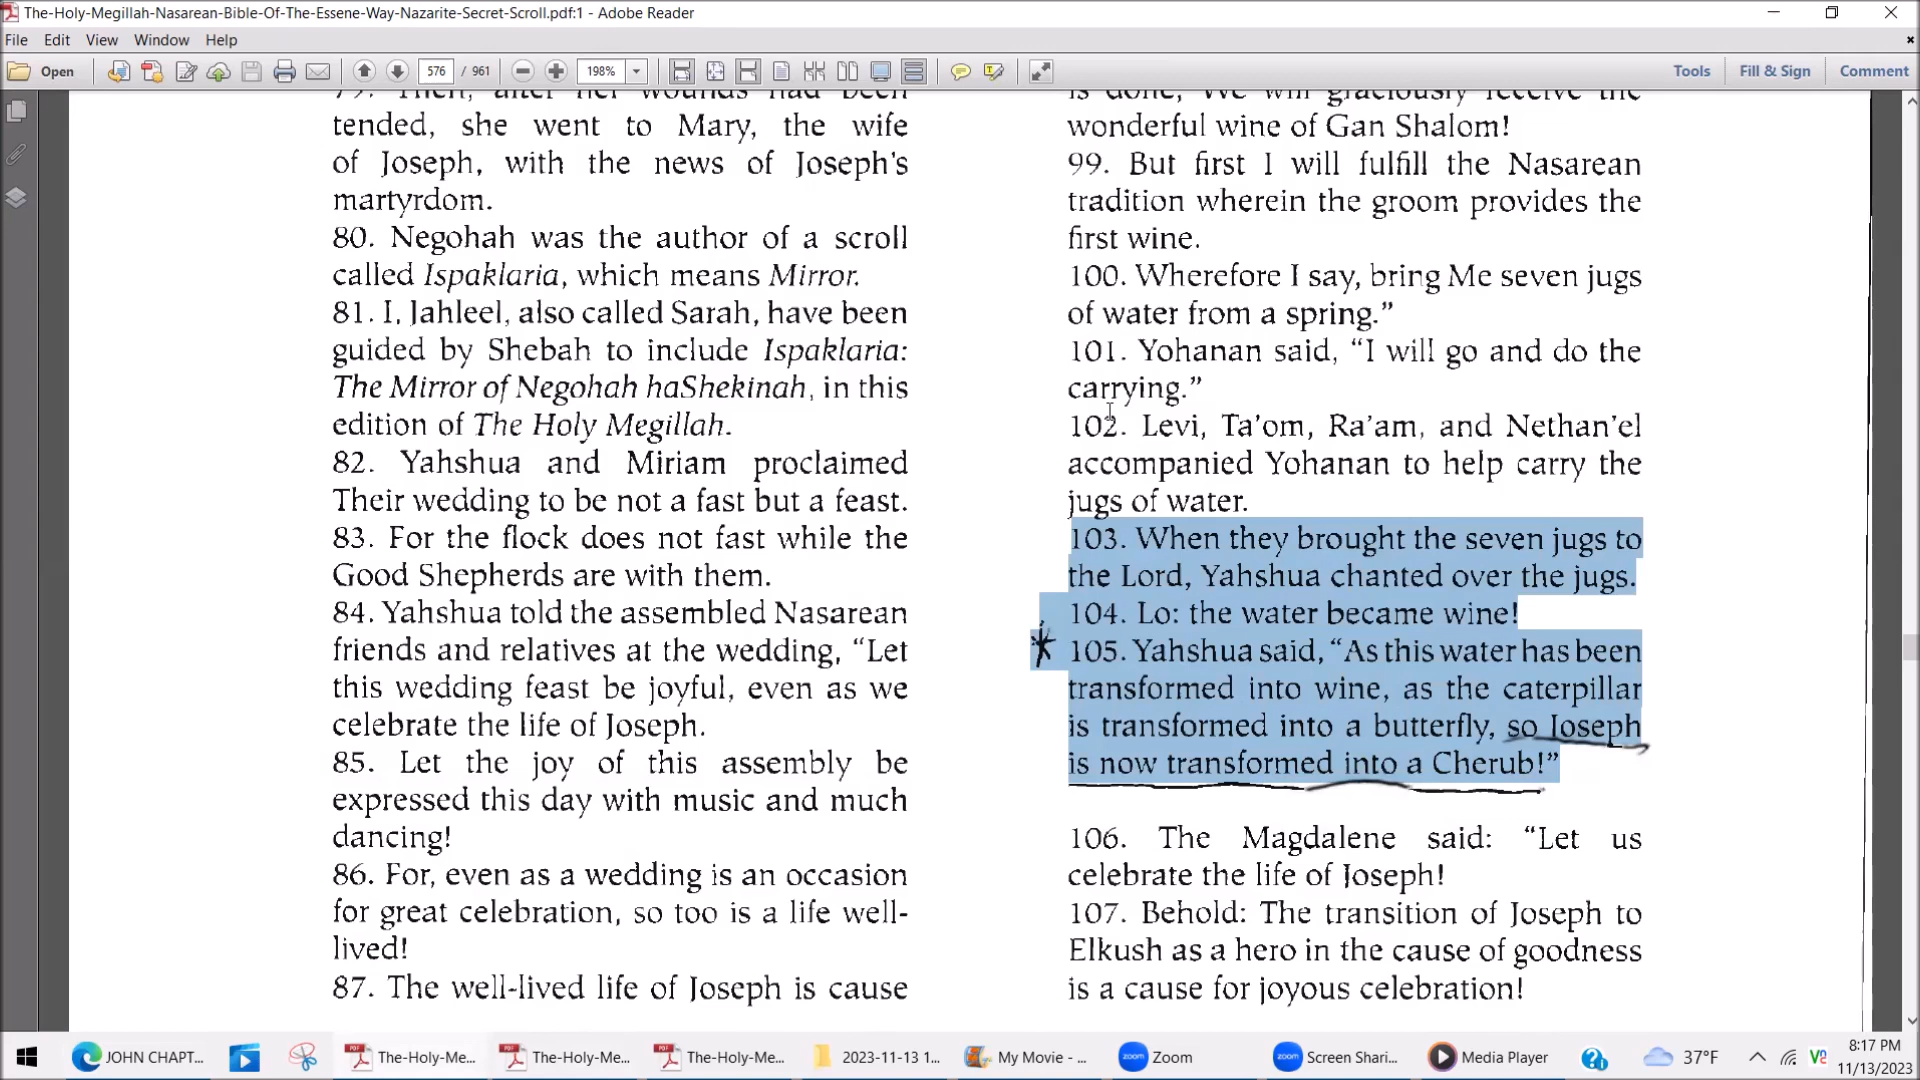 The-Holy-Megillah-Nasarean-Bible-Of-The-Essene-Way-Nazarite-Secret-Scroll.pdf:1 - Adobe Reader
File Edit View Window Help
Open 576 / 961 198% Tools Fill & Sign Comment
79. Then, after her wounds had been
tended, she went to Mary, the wife
of Joseph, with the news of Joseph's
martyrdom.
80. Negohah was the author of a scroll
called Ispaklaria, which means Mirror.
81. I, Jahleel, also called Sarah, have been
guided by Shebah to include Ispaklaria:
The Mirror of Negohah haShekinah, in this
edition of The Holy Megillah.
82. Yahshua and Miriam proclaimed
Their wedding to be not a fast but a feast.
83. For the flock does not fast while the
Good Shepherds are with them.
84. Yahshua told the assembled Nasarean
friends and relatives at the wedding, “Let
this wedding feast be joyful, even as we
celebrate the life of Joseph.
85. Let the joy of this assembly be
expressed this day with music and much
dancing!
86. For, even as a wedding is an occasion
for great celebration, so too is a life well-
lived!
87. The well-lived life of Joseph is cause
is done, We will graciously receive the
wonderful wine of Gan Shalom!
99. But first I will fulfill the Nasarean
tradition wherein the groom provides the
first wine.
100. Wherefore I say, bring Me seven jugs
of water from a spring.”
101. Yohanan said, “I will go and do the
carrying.”
102. Levi, Ta'om, Ra'am, and Nethan'el
accompanied Yohanan to help carry the
jugs of water.
103. When they brought the seven jugs to
the Lord, Yahshua chanted over the jugs.
104. Lo: the water became wine!
105. Yahshua said, “As this water has been
transformed into wine, as the caterpillar
is transformed into a butterfly, so Joseph
is now transformed into a Cherub!”
106. The Magdalene said: “Let us
celebrate the life of Joseph!
107. Behold: The transition of Joseph to
Elkush as a hero in the cause of goodness
is a cause for joyous celebration!
JOHN CHAPT... The-Holy-Me... The-Holy-Me... The-Holy-Me... 2023-11-13 1... My Movie - ... Zoom Screen Shari... Media Player 37°F 8:17 PM
11/13/2023